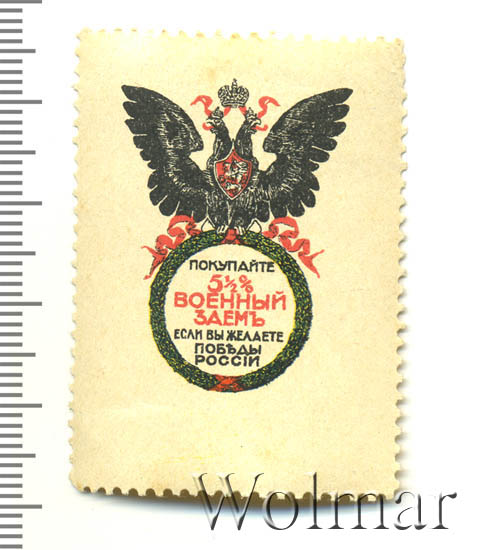 ПОКУПАЙТЕ
5½%
ВОЕННЫЙ
ЗАЕМЪ
ЕСЛИ ВЫ ЖЕЛАЕТЕ
ПОБѢДЫ
РОССІИ
Wolmar